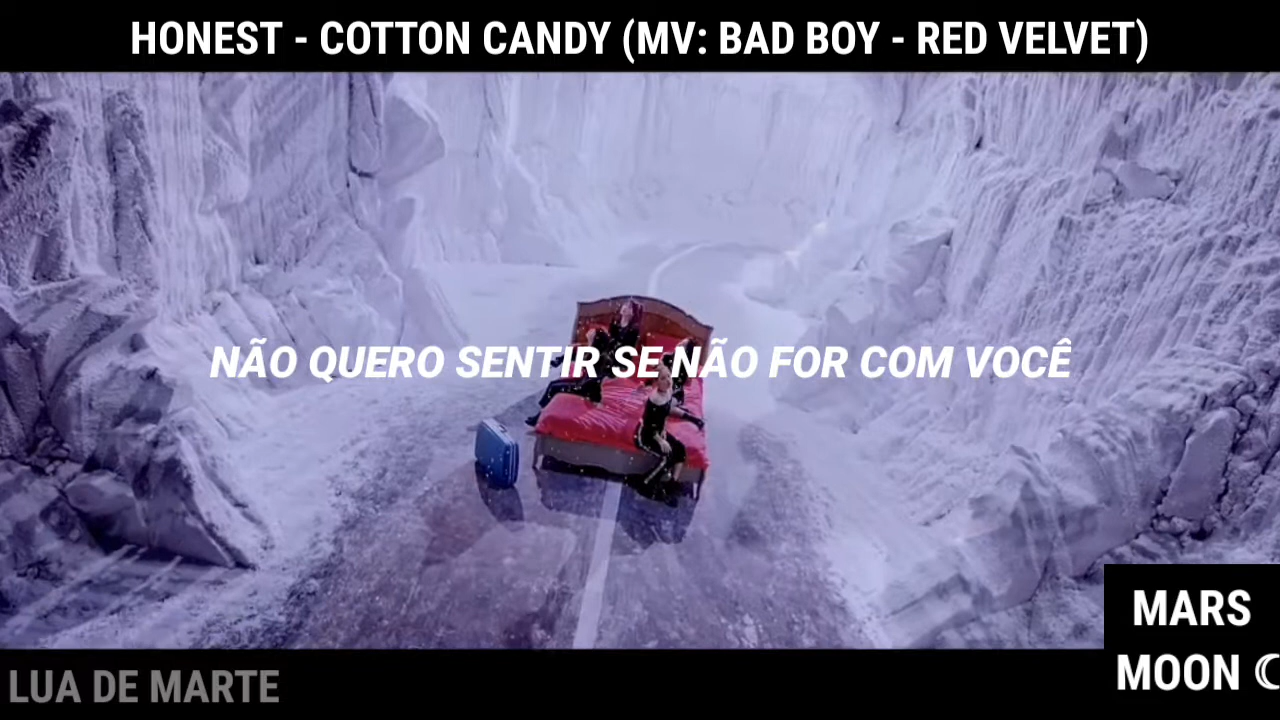 HONEST - COTTON CANDY (MV: BAD BOY - RED VELVET)
NÃO QUERO SENTIR SE NÃO FOR COM VOCÊ
MARS
MOON ☾
LUA DE MARTE